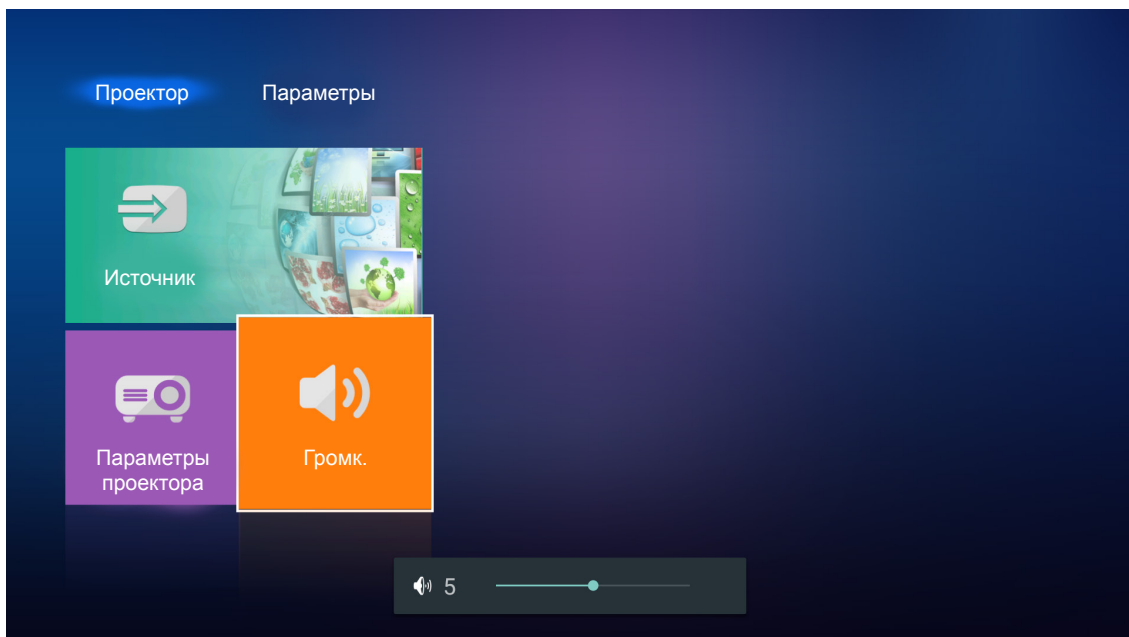 Проектор
Параметры
Источник
Параметры
проектора
Громк.
5